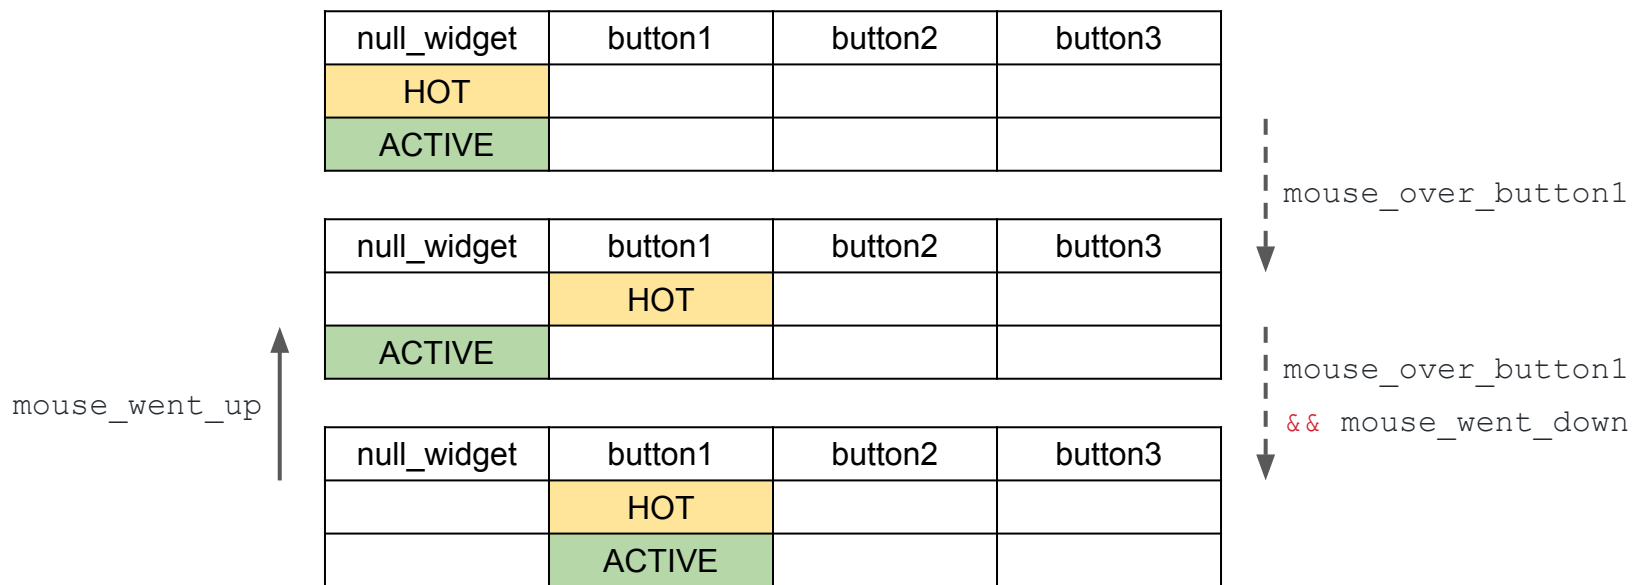 null_widget button1 button2 button3
HOT
ACTIVE
mouse_over_button1
null_widget button1 button2 button3
HOT
ACTIVE
mouse_over_button1
&& mouse_went_down
mouse_went_up
null_widget button1 button2 button3
HOT
ACTIVE